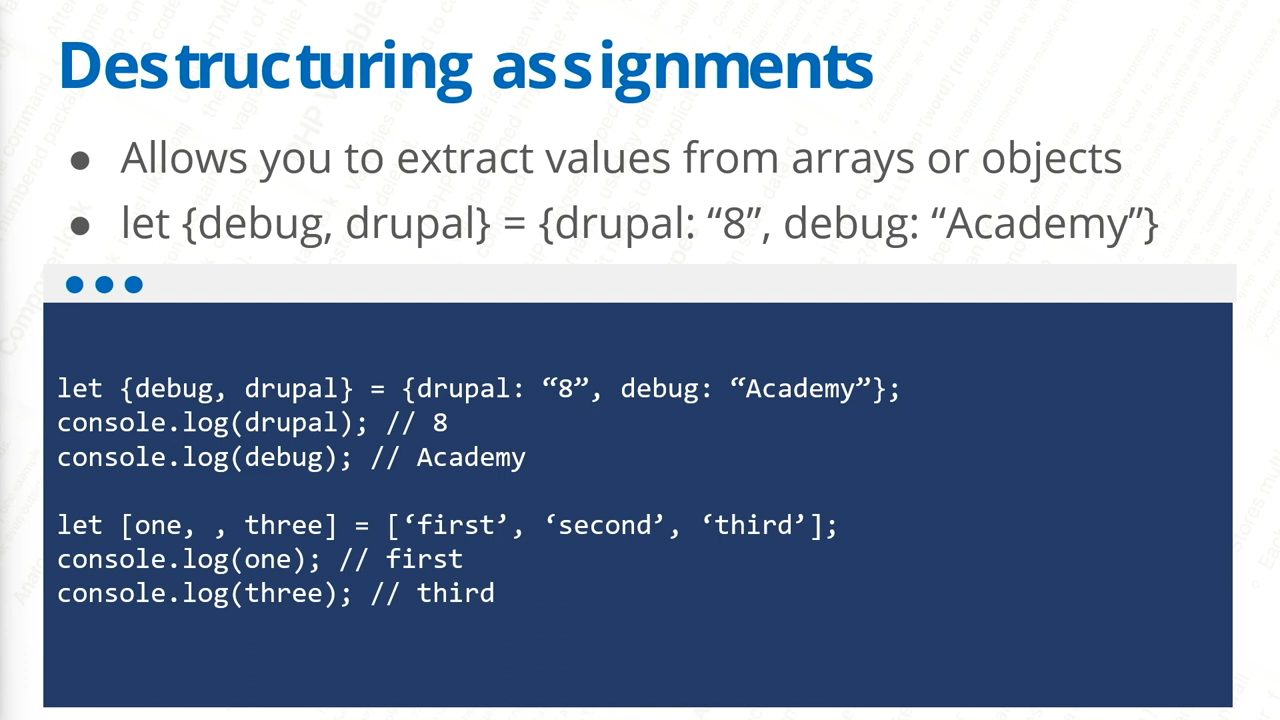 Destructuring assignments
● Allows you to extract values from arrays or objects
● let {debug, drupal} = {drupal: “8”, debug: “Academy”}
let {debug, drupal} = {drupal: “8”, debug: “Academy”};
console.log(drupal); // 8
console.log(debug); // Academy
let [one, , three] = [‘first’, ‘second’, ‘third’];
console.log(one); // first
console.log(three); // third